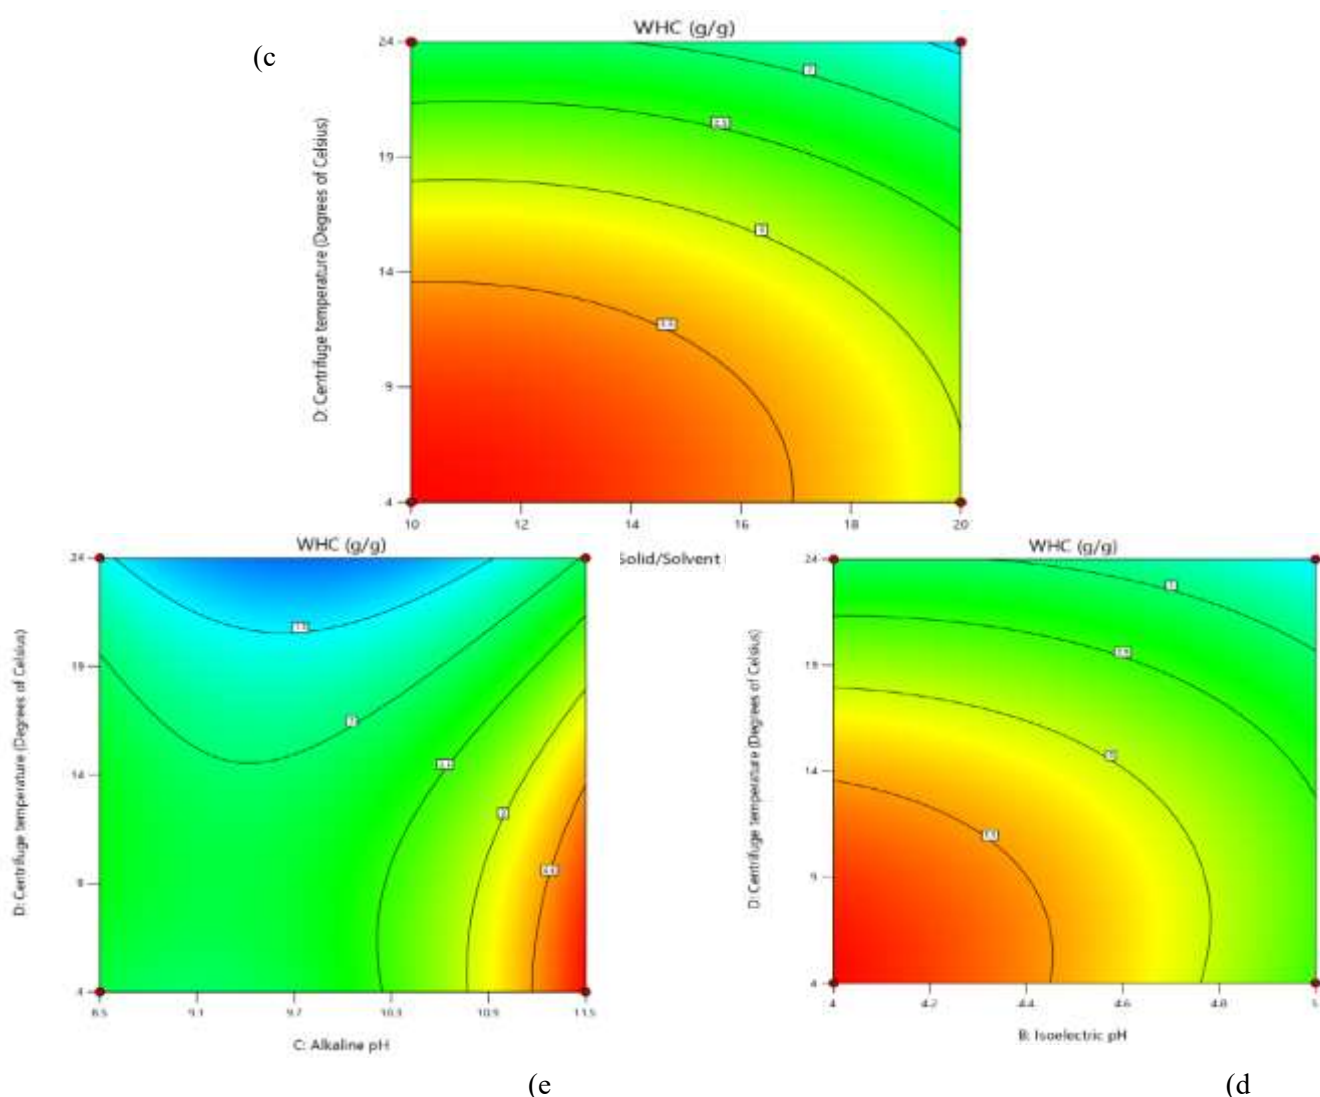 WHC (g/g)
(c
D: Centrifuge temperature (Degrees of Celsius)
24
19
14
9
4
7
10 12 14 16 18 20
Solid/Solvent
WHC (g/g)
D: Centrifuge temperature (Degrees of Celsius)
24
19
14
9
4
7
8.5 9.1 9.7 10.3 10.9 11.5
C: Alkaline pH
(e
WHC (g/g)
D: Centrifuge temperature (Degrees of Celsius)
24
19
14
9
4
7
4 4.2 4.4 4.6 4.8 5
B: Isoelectric pH
(d